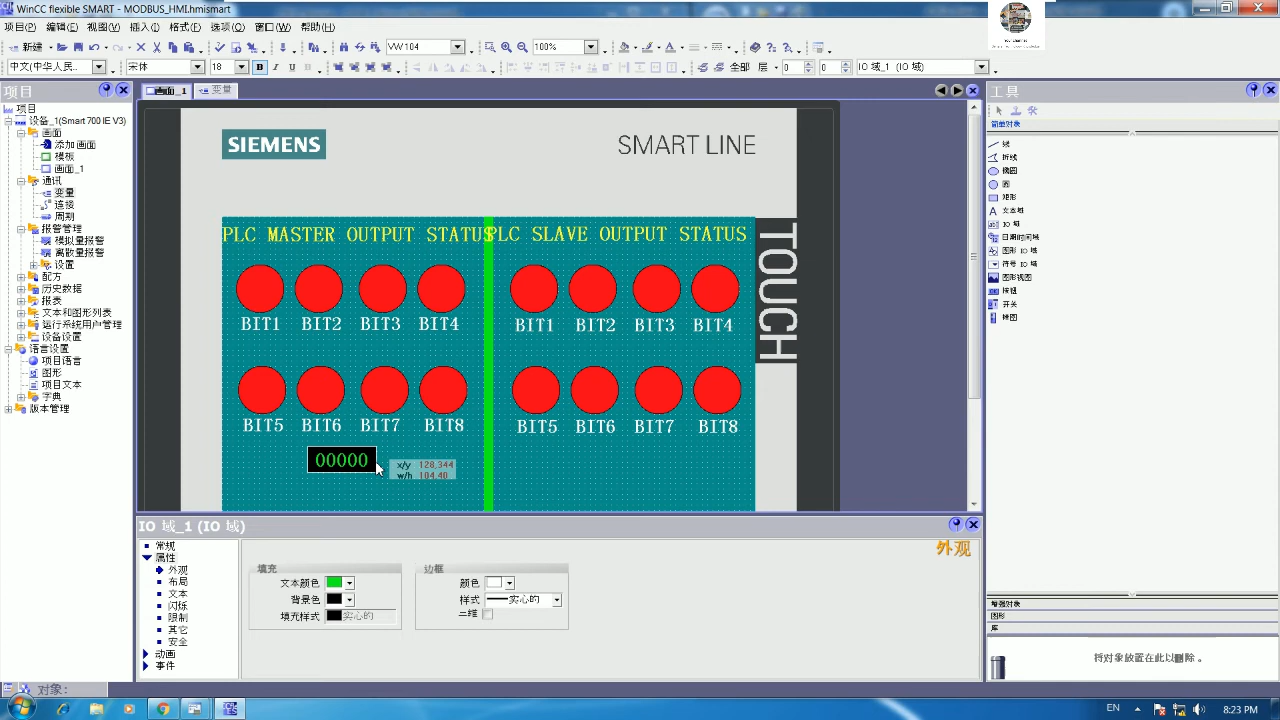 WinCC flexible SMART - MODBUS_HMI.hmismart
项目(P) 编辑(E) 视图(V) 插入(I) 格式(F) 选项(O) 窗口(W) 帮助(H)
新建 VW104 100%
中文(中华人民... 宋体 18 B I U 全部 层 0 0 IO 域_1 (IO 域)
项目
项目
设备_1(Smart 700 IE V3)
画面
添加画面
模板
画面_1
通讯
变量
连接
周期
报警管理
模拟量报警
离散量报警
设置
配方
历史数据
报表
文本和图形列表
运行系统用户管理
设备设置
语言设置
项目语言
图形
项目文本
字典
版本管理
画面_1 变量
SIEMENS
SMART LINE
TOUCH
PLC MASTER OUTPUT STATUS
PLC SLAVE OUTPUT STATUS
BIT1 BIT2 BIT3 BIT4
BIT1 BIT2 BIT3 BIT4
BIT5 BIT6 BIT7 BIT8
BIT5 BIT6 BIT7 BIT8
00000
x/y 128,344
w/h 104,40
工具
简单对象
线
折线
椭圆
圆
矩形
文本域
IO 域
日期时间域
图形 IO 域
符号 IO 域
图形视图
按钮
开关
棒图
增强对象
图形
库
将对象放置在此以删除。
IO 域_1 (IO 域)
常规
属性
外观
布局
文本
闪烁
限制
其它
安全
动画
事件
外观
填充
文本颜色
背景色
填充样式 实心的
边框
颜色
样式 实心的
三维
对象:
EN 8:23 PM